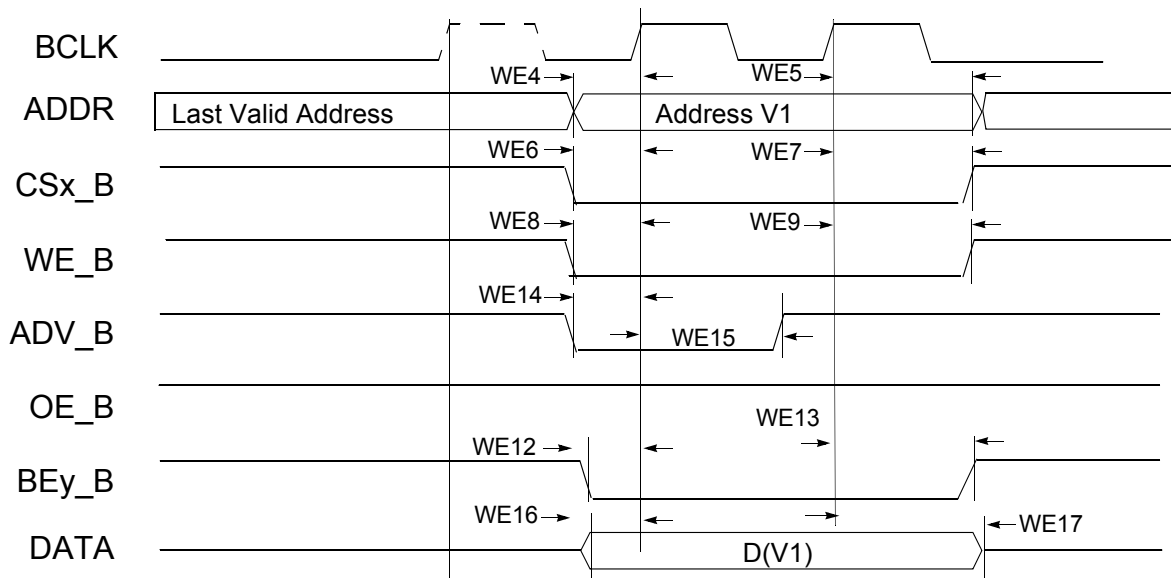 BCLK
WE4
WE5
ADDR
Last Valid Address
Address V1
WE6
WE7
CSx_B
WE8
WE9
WE_B
WE14
ADV_B
WE15
OE_B
WE13
WE12
BEy_B
WE16
WE17
DATA
D(V1)